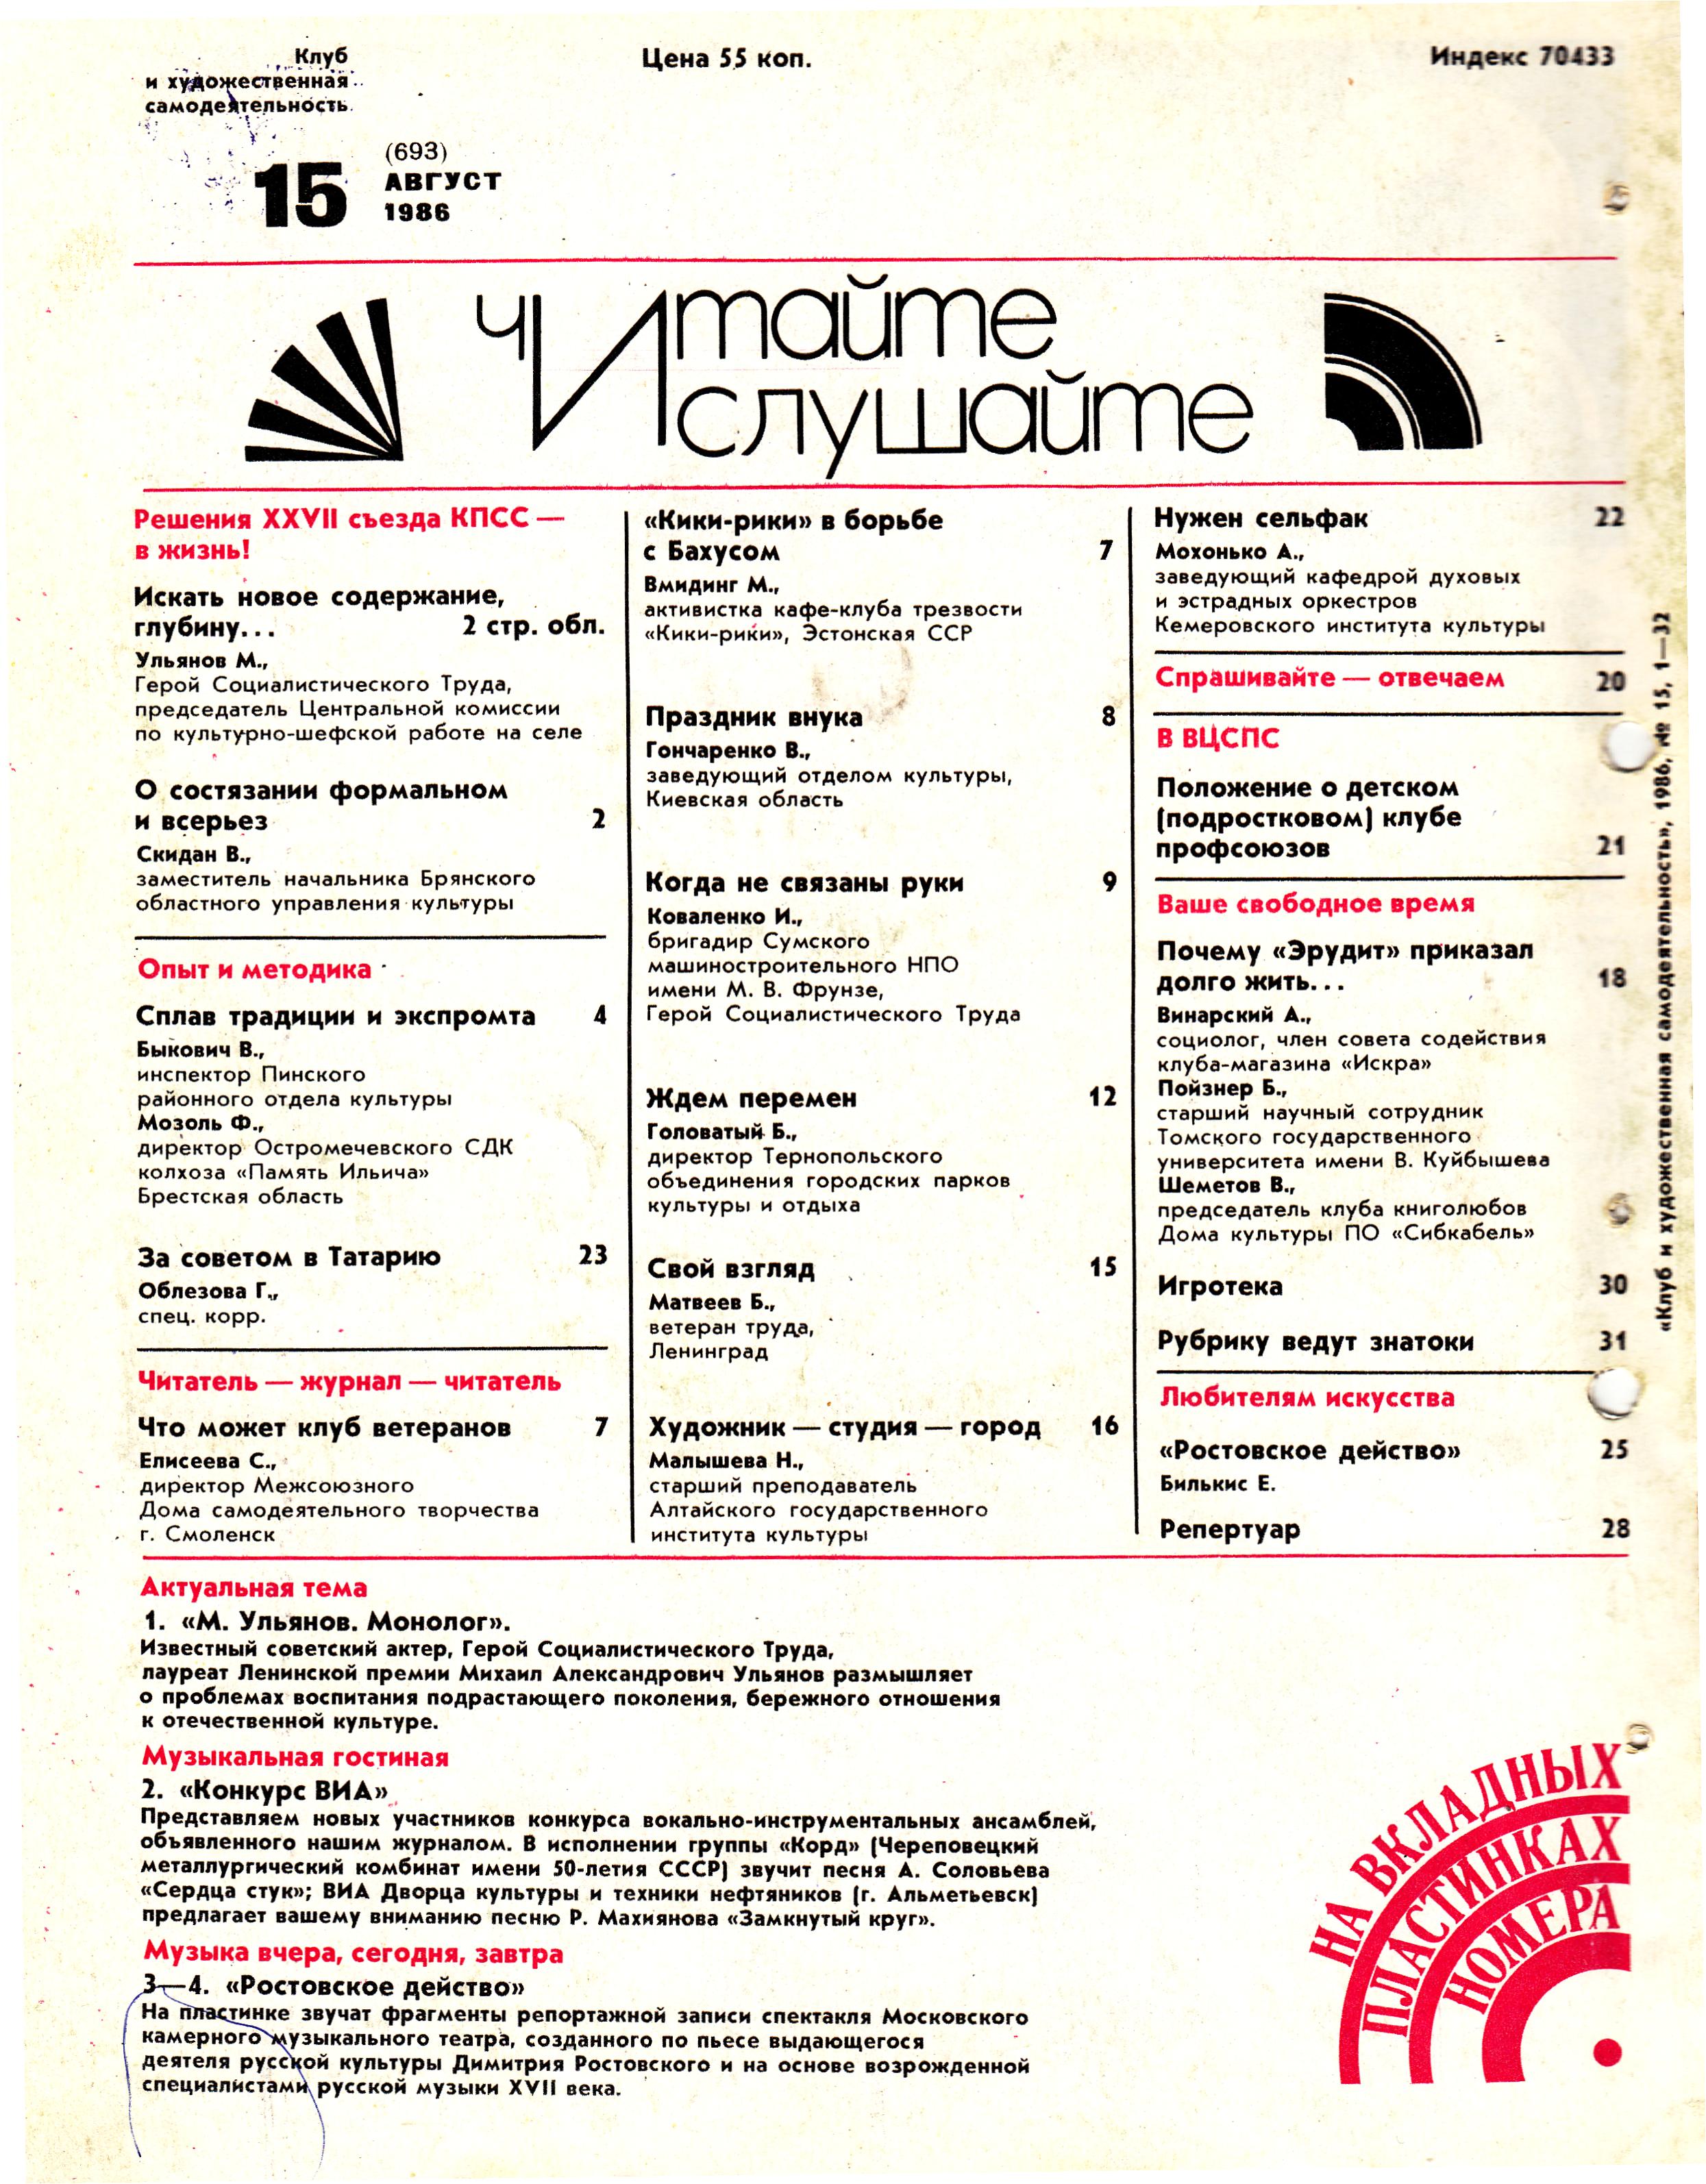 Клуб
и художественная
самодеятельность
Цена 55 коп.
Индекс 70433
15
(693)
АВГУСТ
1986
читайте
слушайте
Решения XXVII съезда КПСС —
в жизнь!
Искать новое содержание,
глубину... 2 стр. обл.
Ульянов М.,
Герой Социалистического Труда,
председатель Центральной комиссии
по культурно-шефской работе на селе
О состязании формальном
и всерьез 2
Скидан В.,
заместитель начальника Брянского
областного управления культуры
Опыт и методика
Сплав традиции и экспромта 4
Быкович В.,
инспектор Пинского
районного отдела культуры
Мозоль Ф.,
директор Остромечевского СДК
колхоза «Память Ильича»
Брестская область
За советом в Татарию 23
Облезова Г.,
спец. корр.
Читатель — журнал — читатель
Что может клуб ветеранов 7
Елисеева С.,
директор Межсоюзного
Дома самодеятельного творчества
г. Смоленск
«Кики-рики» в борьбе
с Бахусом 7
Вмидинг М.,
активистка кафе-клуба трезвости
«Кики-рики», Эстонская ССР
Праздник внука 8
Гончаренко В.,
заведующий отделом культуры,
Киевская область
Когда не связаны руки 9
Коваленко И.,
бригадир Сумского
машиностроительного НПО
имени М. В. Фрунзе,
Герой Социалистического Труда
Ждем перемен 12
Головатый Б.,
директор Тернопольского
объединения городских парков
культуры и отдыха
Свой взгляд 15
Матвеев Б.,
ветеран труда,
Ленинград
Художник — студия — город 16
Малышева Н.,
старший преподаватель
Алтайского государственного
института культуры
Нужен сельфак 22
Мохонько А.,
заведующий кафедрой духовых
и эстрадных оркестров
Кемеровского института культуры
Спрашивайте — отвечаем 20
В ВЦСПС
Положение о детском
(подростковом) клубе
профсоюзов 21
Ваше свободное время
Почему «Эрудит» приказал
долго жить... 18
Винарский А.,
социолог, член совета содействия
клуба-магазина «Искра»
Пойзнер Б.,
старший научный сотрудник
Томского государственного
университета имени В. Куйбышева
Шеметов В.,
председатель клуба книголюбов
Дома культуры ПО «Сибкабель»
Игротека 30
Рубрику ведут знатоки 31
Любителям искусства
«Ростовское действо» 25
Билькис Е.
Репертуар 28
«Клуб и художественная самодеятельность», 1986, № 15, 1—32
Актуальная тема
1. «М. Ульянов. Монолог».
Известный советский актер, Герой Социалистического Труда,
лауреат Ленинской премии Михаил Александрович Ульянов размышляет
о проблемах воспитания подрастающего поколения, бережного отношения
к отечественной культуре.
Музыкальная гостиная
2. «Конкурс ВИА»
Представляем новых участников конкурса вокально-инструментальных ансамблей,
объявленного нашим журналом. В исполнении группы «Корд» (Череповецкий
металлургический комбинат имени 50-летия СССР) звучит песня А. Соловьева
«Сердца стук»; ВИА Дворца культуры и техники нефтяников (г. Альметьевск)
предлагает вашему вниманию песню Р. Махиянова «Замкнутый круг».
Музыка вчера, сегодня, завтра
3—4. «Ростовское действо»
На пластинке звучат фрагменты репортажной записи спектакля Московского
камерного музыкального театра, созданного по пьесе выдающегося
деятеля русской культуры Димитрия Ростовского и на основе возрожденной
специалистами русской музыки XVII века.
НА ВКЛАДНЫХ
ПЛАСТИНКАХ
НОМЕРА